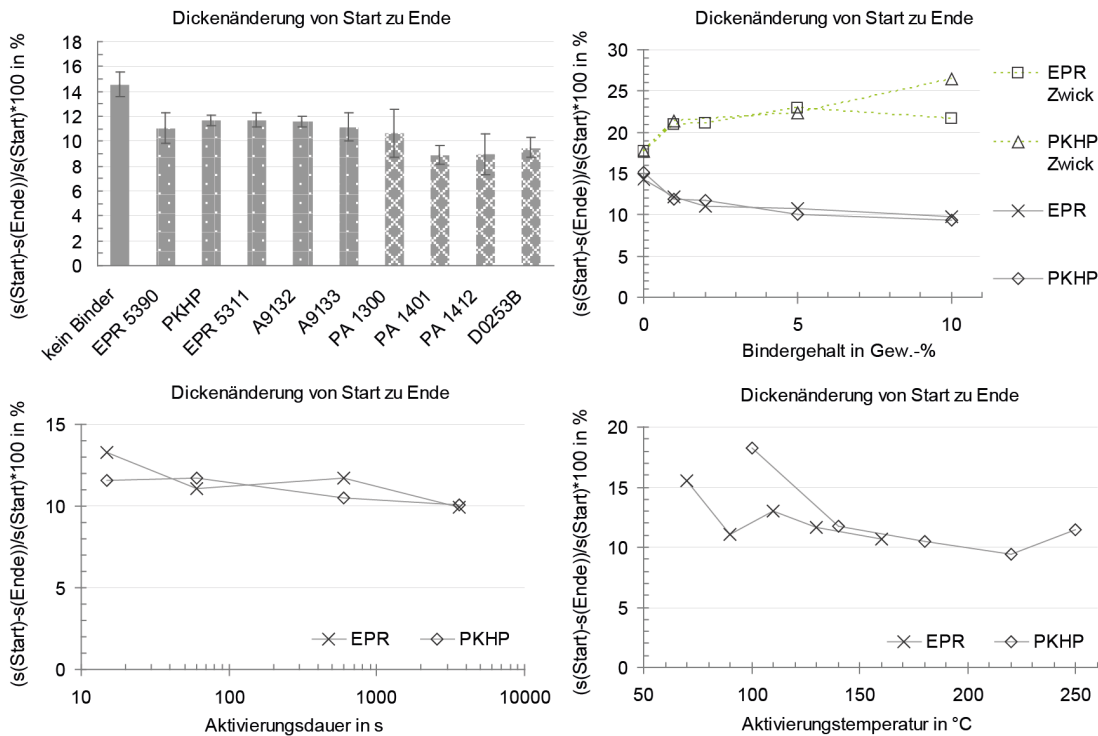 Dickenänderung von Start zu Ende
(s(Start)-s(Ende))/s(Start)*100 in %
18
16
14
12
10
8
6
4
2
0
kein Binder
EPR 5390
PKHP
EPR 5311
A9132
A9133
PA 1300
PA 1401
PA 1412
D0253B
Dickenänderung von Start zu Ende
(s(Start)-s(Ende))/s(Start)*100 in %
30
25
20
15
10
5
0
0 5 10
Bindergehalt in Gew.-%
EPR
Zwick
PKHP
Zwick
EPR
PKHP
Dickenänderung von Start zu Ende
(s(Start)-s(Ende))/s(Start)*100 in %
15
10
5
0
10 100 1000 10000
Aktivierungsdauer in s
EPR PKHP
Dickenänderung von Start zu Ende
(s(Start)-s(Ende))/s(Start)*100 in %
20
15
10
5
0
50 100 150 200 250
Aktivierungstemperatur in °C
EPR PKHP